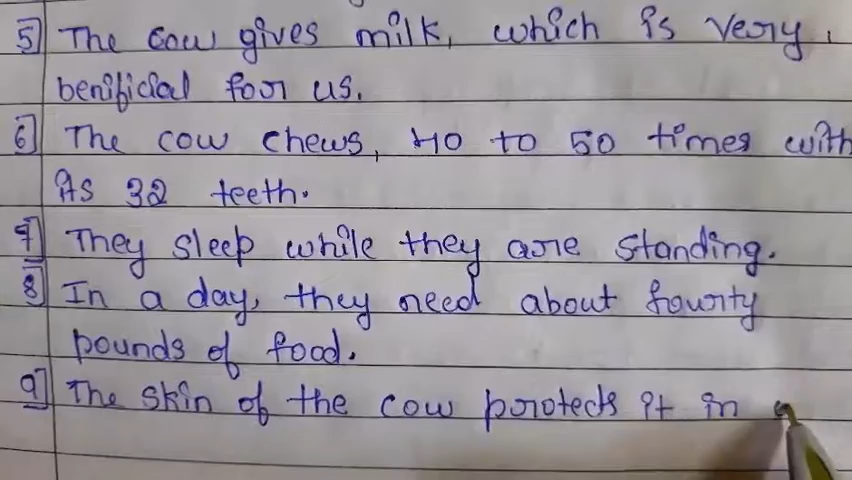 5] The cow gives milk, which is very,
benificial for us.
6] The cow chews, 40 to 50 times with
its 32 teeth.
7] They sleep while they are standing.
8] In a day, they need about fourty
pounds of food.
9] The skin of the cow protects it in